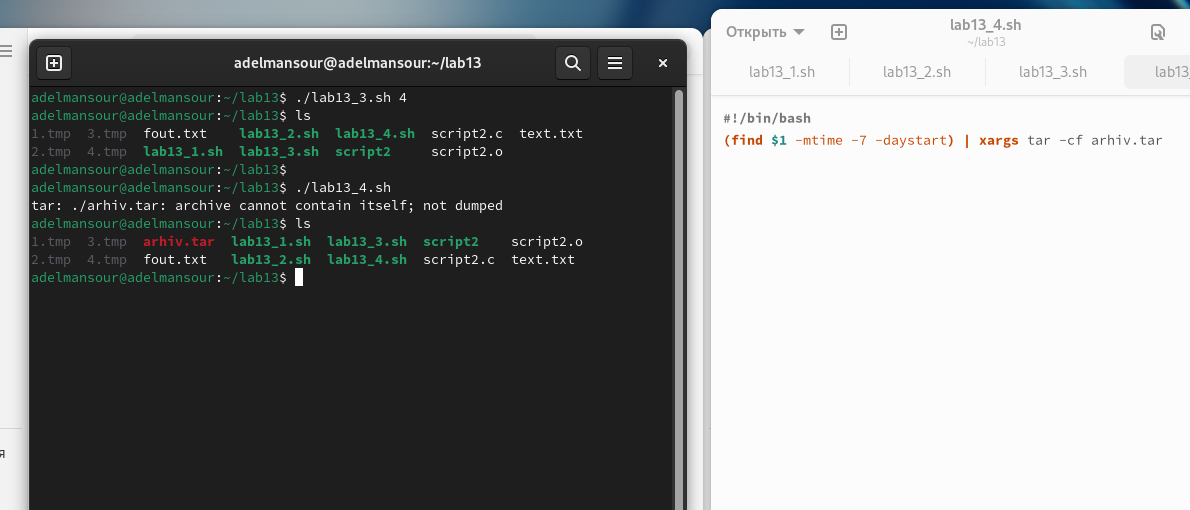 adelmansour@adelmansour:~/lab13
adelmansour@adelmansour:~/lab13$ ./lab13_3.sh 4
adelmansour@adelmansour:~/lab13$ ls
1.tmp 3.tmp fout.txt lab13_2.sh lab13_4.sh script2.c text.txt
2.tmp 4.tmp lab13_1.sh lab13_3.sh script2 script2.o
adelmansour@adelmansour:~/lab13$
adelmansour@adelmansour:~/lab13$ ./lab13_4.sh
tar: ./arhiv.tar: archive cannot contain itself; not dumped
adelmansour@adelmansour:~/lab13$ ls
1.tmp 3.tmp arhiv.tar lab13_1.sh lab13_3.sh script2 script2.o
2.tmp 4.tmp fout.txt lab13_2.sh lab13_4.sh script2.c text.txt
adelmansour@adelmansour:~/lab13$
я
Открыть
lab13_4.sh
~/lab13
lab13_1.sh lab13_2.sh lab13_3.sh lab13_
#!/bin/bash
(find $1 -mtime -7 -daystart) | xargs tar -cf arhiv.tar